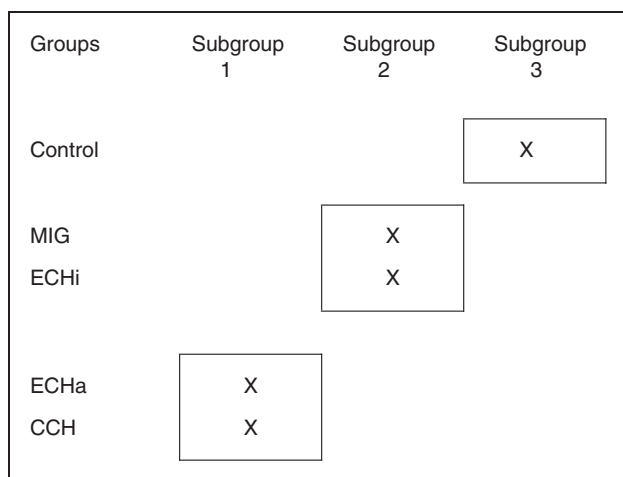 Groups Subgroup Subgroup Subgroup
1 2 3
Control X
MIG X
ECHi X
ECHa X
CCH X